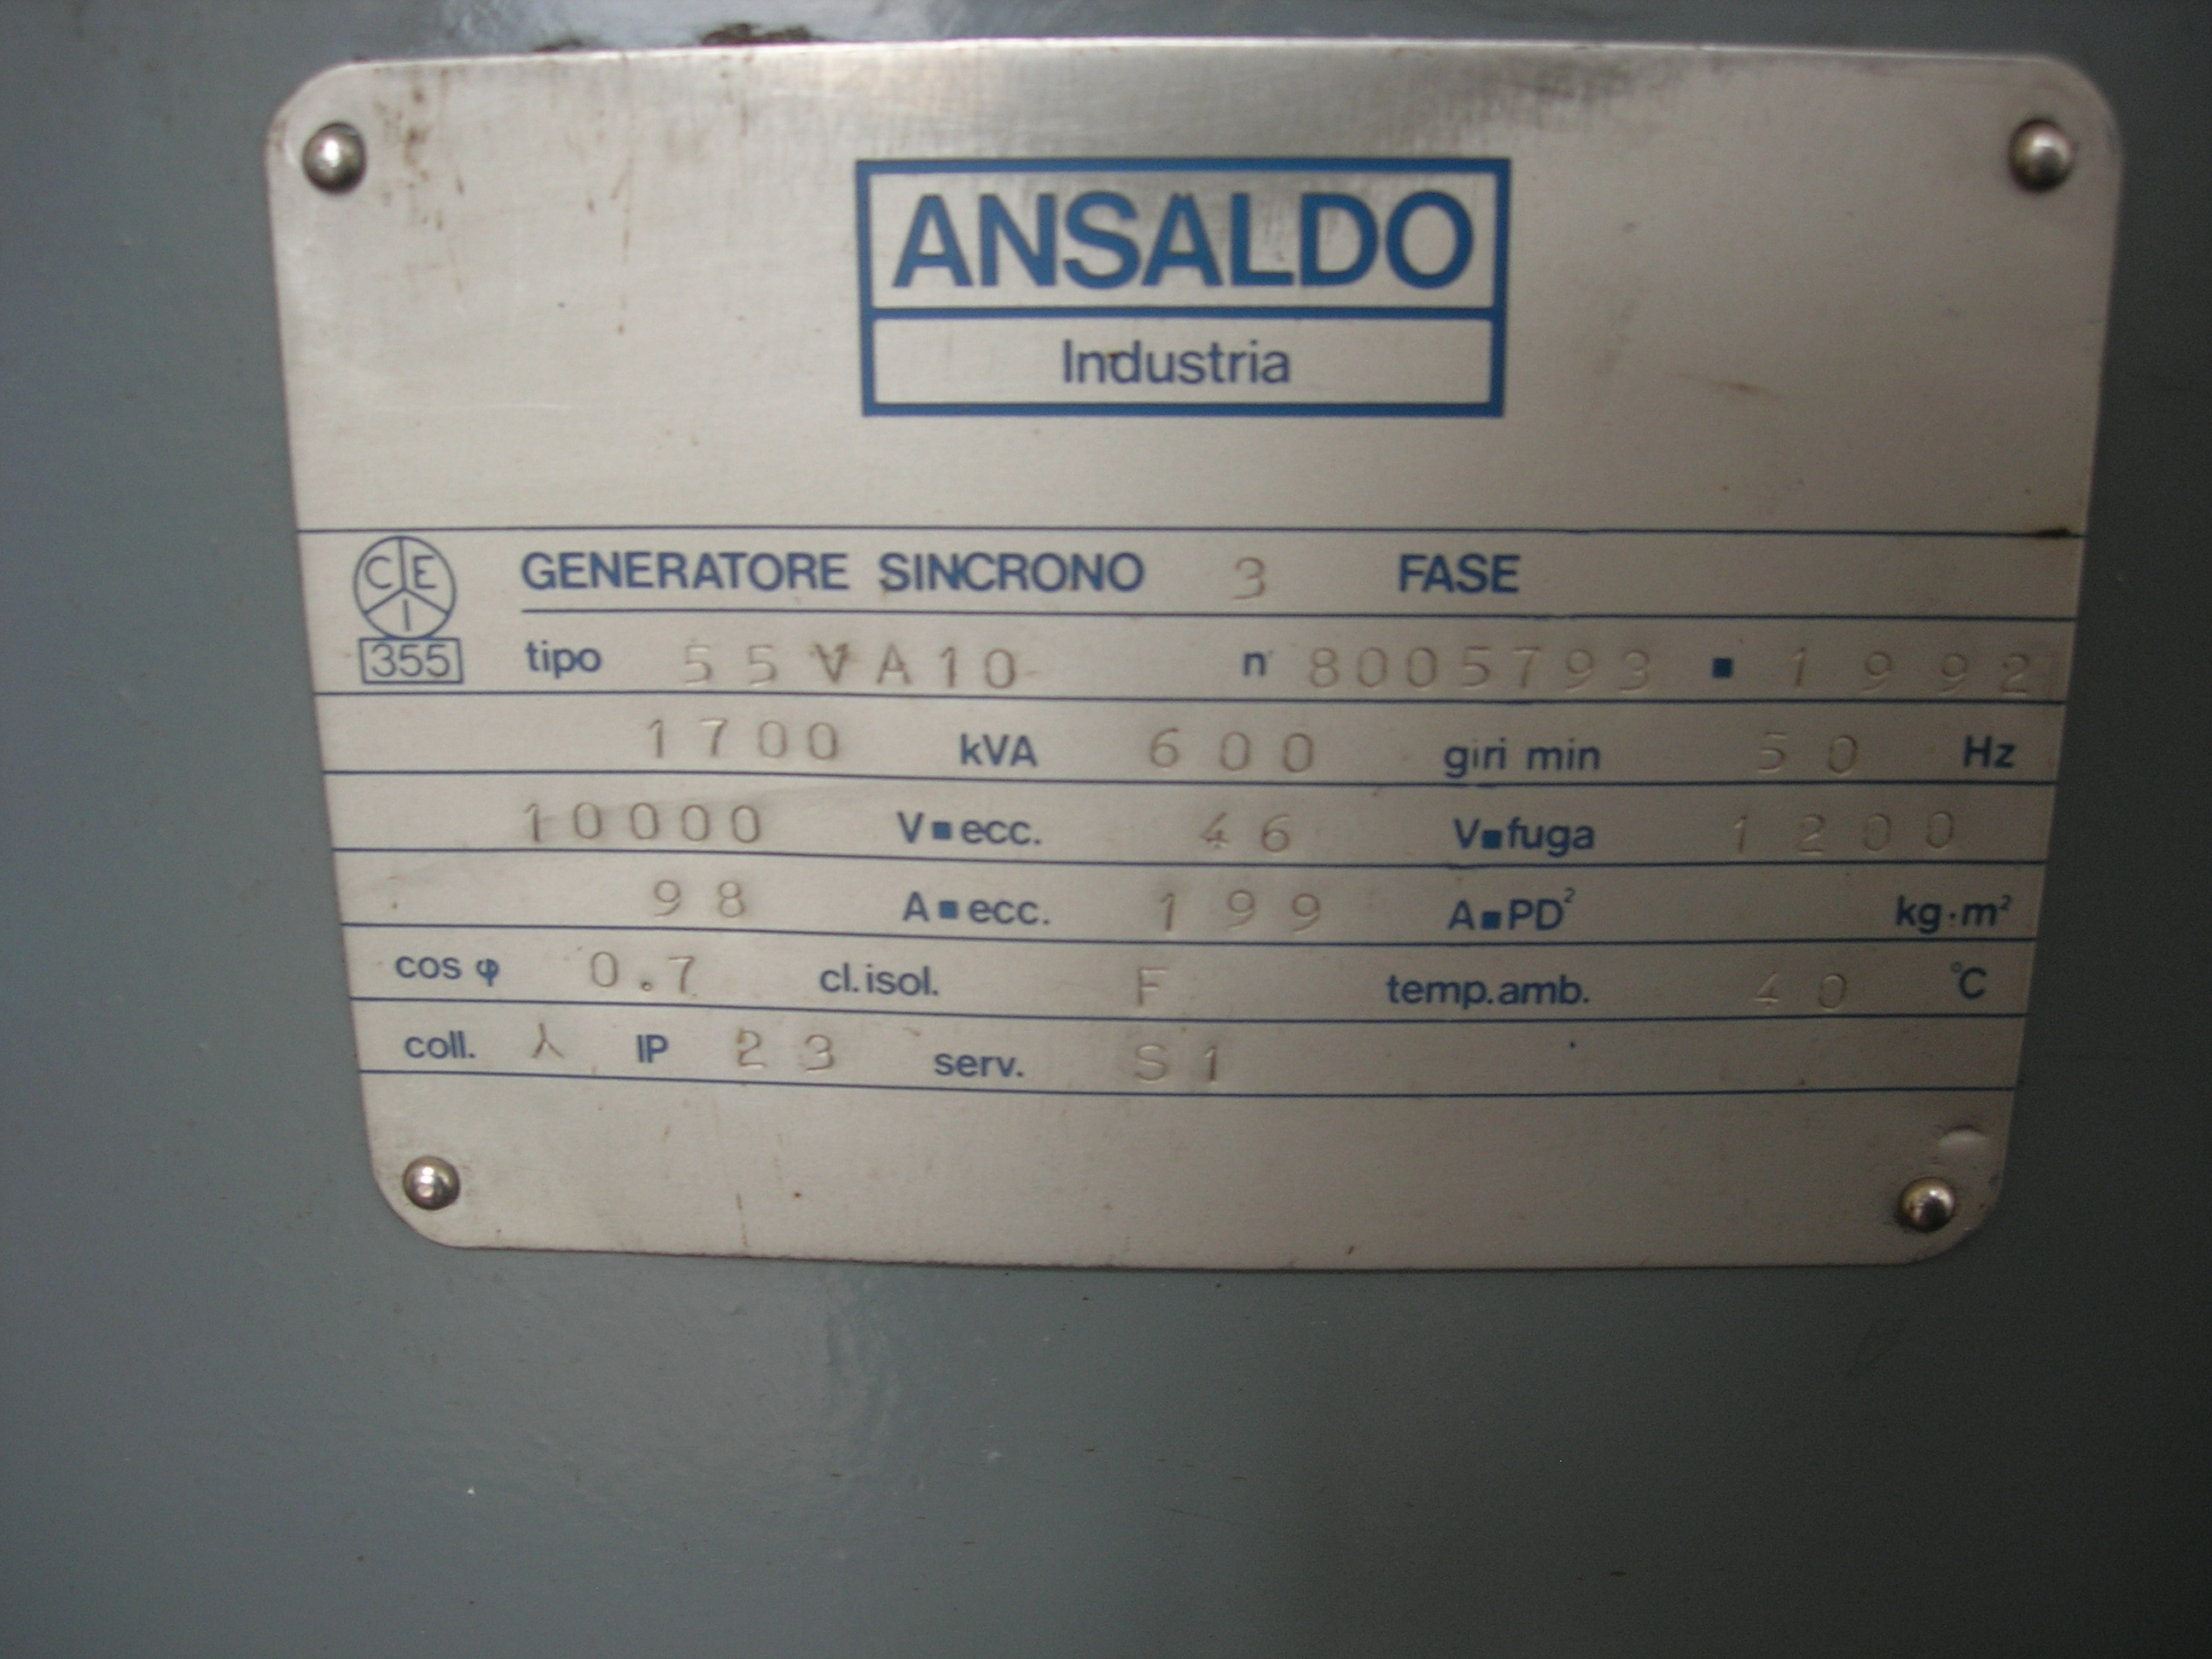 ANSALDO
Industria
CEI
355
GENERATORE SINCRONO 3 FASE
tipo 55VA10 n° 8005793 ▪ 1992
1700 kVA 600 giri min 50 Hz
10000 V▪ecc. 46 V▪fuga 1200
98 A▪ecc. 199 A▪PD² kg·m²
cos φ 0.7 cl.isol. F temp.amb. 40 °C
coll. ⅄ IP 23 serv. S1